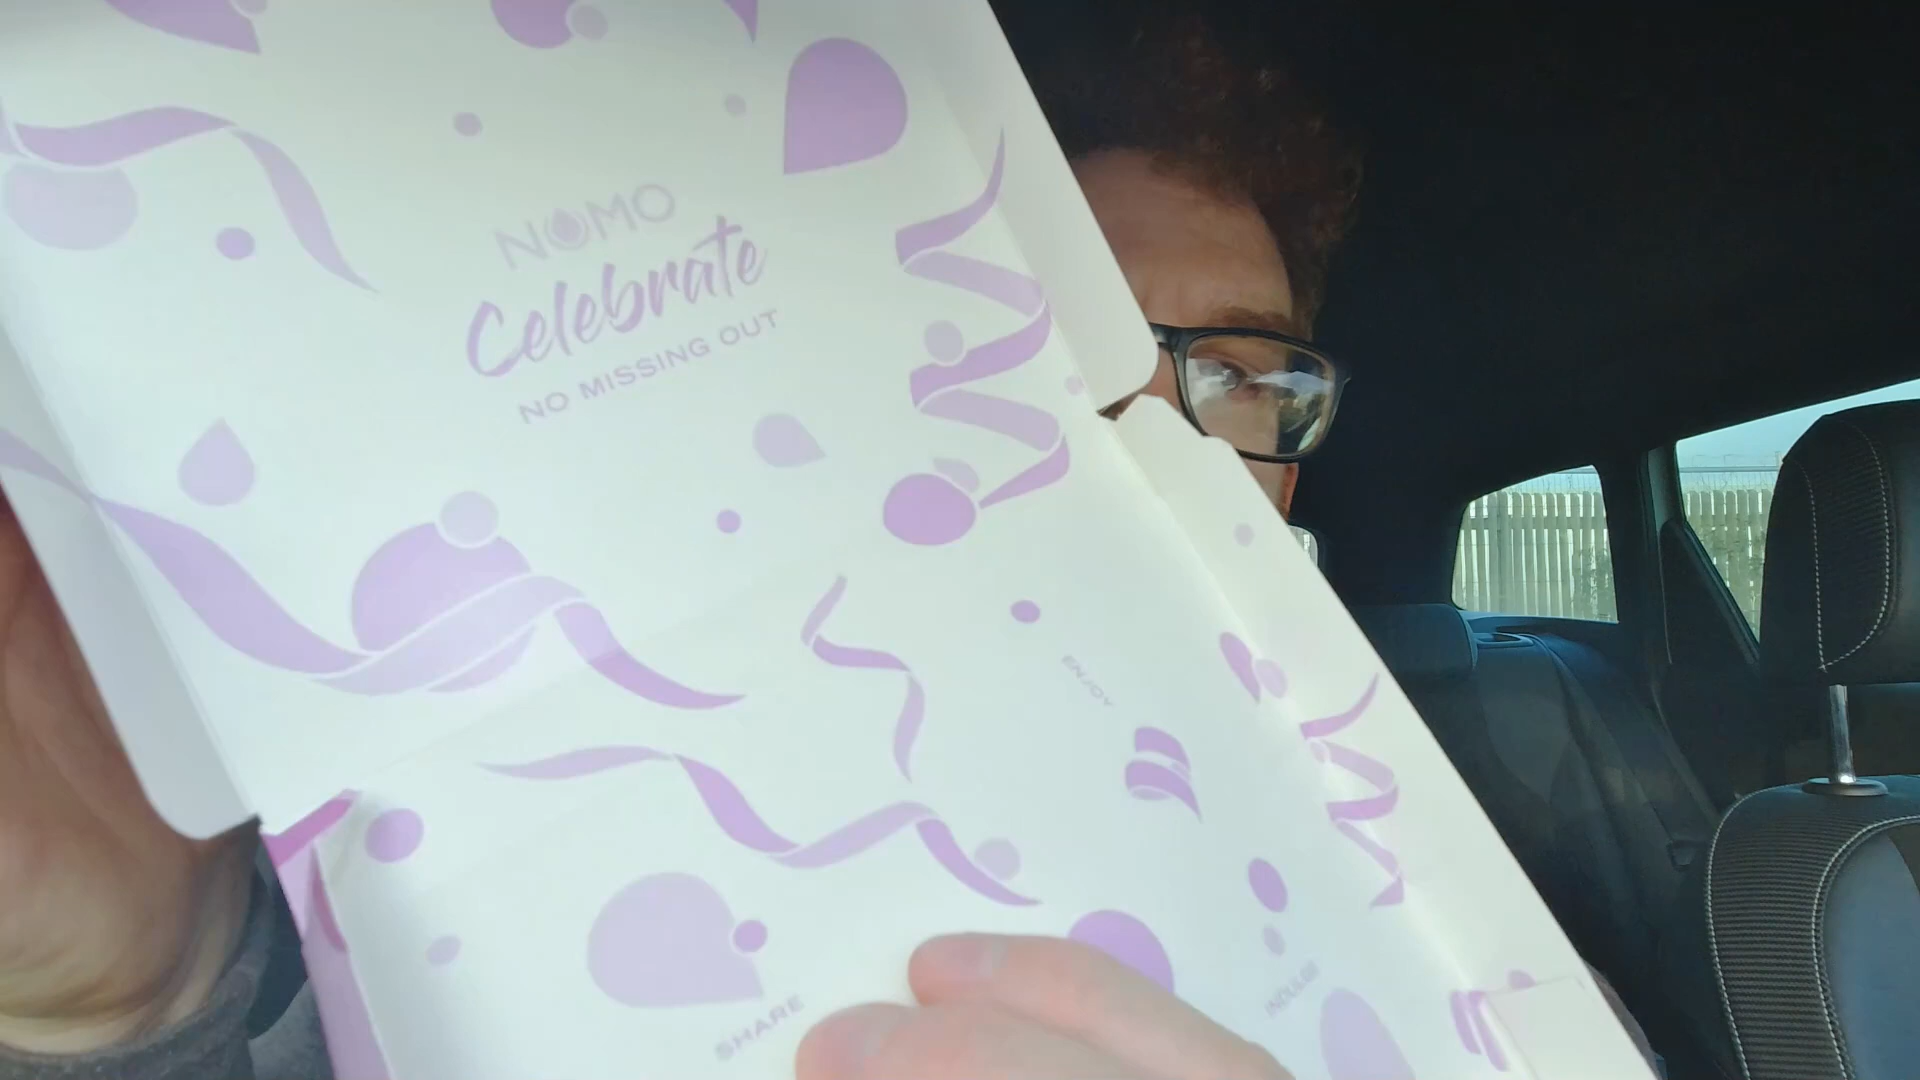 NOMO
Celebrate
NO MISSING OUT
ENJOY
INDULGE
SHARE